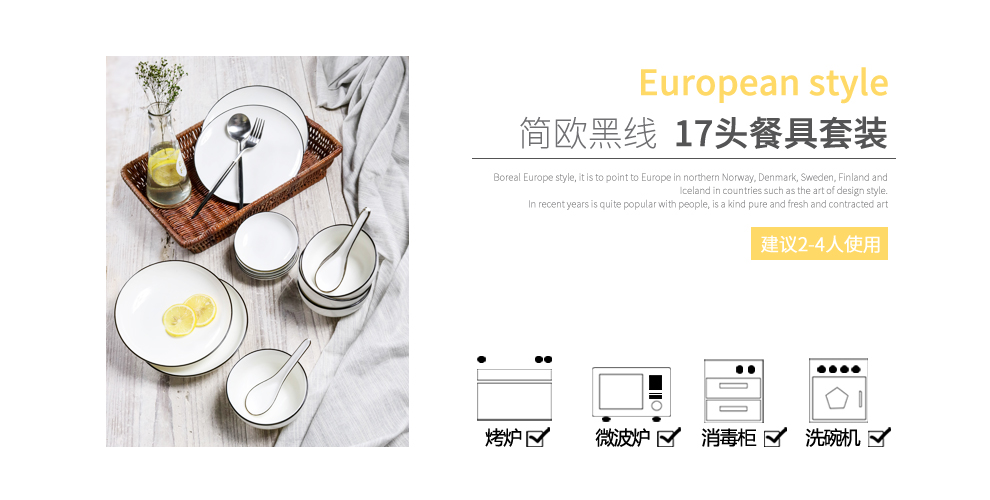 European style
简欧黑线 17头餐具套装
Boreal Europe style, it is to point to Europe in northern Norway, Denmark, Sweden, Finland and
Iceland in countries such as the art of design style.
In recent years is quite popular with people, is a kind pure and fresh and contracted art
建议2-4人使用
烤炉
微波炉
消毒柜
洗碗机